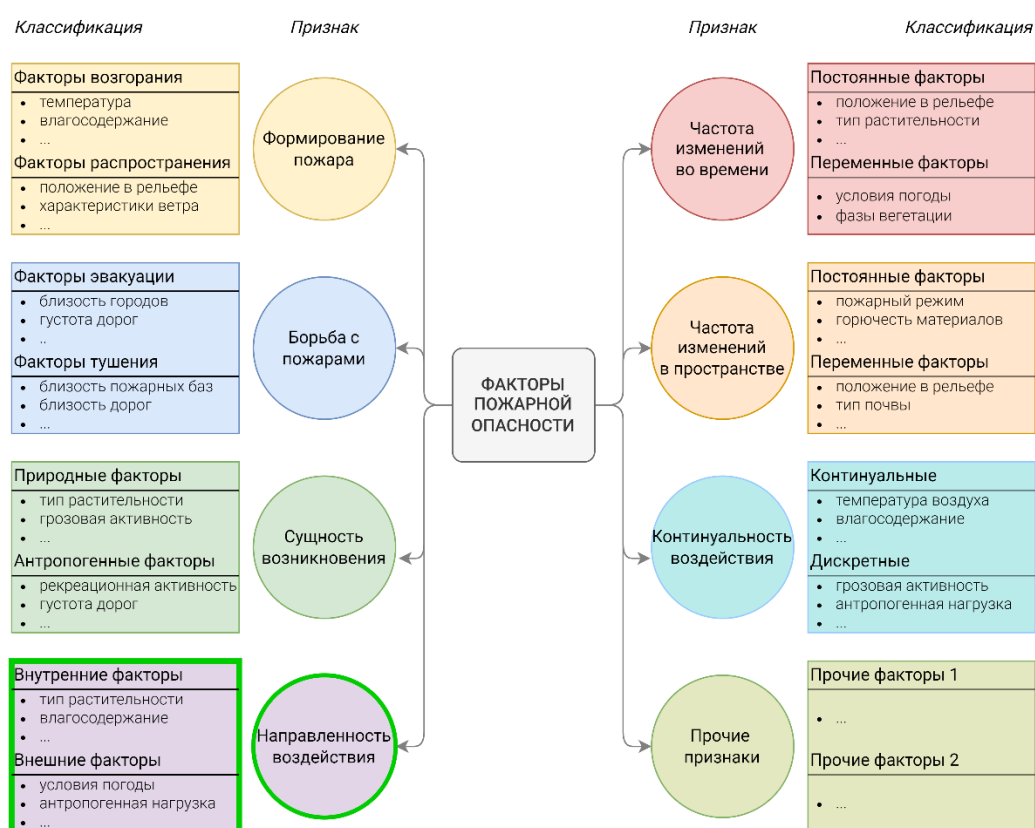 Классификация
Признак
Признак
Классификация
Факторы возгорания
• температура
• влагосодержание
• ...
Факторы распространения
• положение в рельефе
• характеристики ветра
• ...
Формирование
пожара
Факторы эвакуации
• близость городов
• густота дорог
• ..
Факторы тушения
• близость пожарных баз
• близость дорог
• ...
Борьба с
пожарами
Природные факторы
• тип растительности
• грозовая активность
• ...
Антропогенные факторы
• рекреационная активность
• густота дорог
• ...
Сущность
возникновения
Внутренние факторы
• тип растительности
• влагосодержание
• ...
Внешние факторы
• условия погоды
• антропогенная нагрузка
• ...
Направленность
воздействия
ФАКТОРЫ
ПОЖАРНОЙ
ОПАСНОСТИ
Частота
изменений
во времени
Постоянные факторы
• положение в рельефе
• тип растительности
• ...
Переменные факторы
• условия погоды
• фазы вегетации
• ...
Частота
изменений
в пространстве
Постоянные факторы
• пожарный режим
• горючесть материалов
• ...
Переменные факторы
• положение в рельефе
• тип почвы
• ...
Континуальность
воздействия
Континуальные
• температура воздуха
• влагосодержание
• ...
Дискретные
• грозовая активность
• антропогенная нагрузка
• ...
Прочие
признаки
Прочие факторы 1
• ...
Прочие факторы 2
• ...